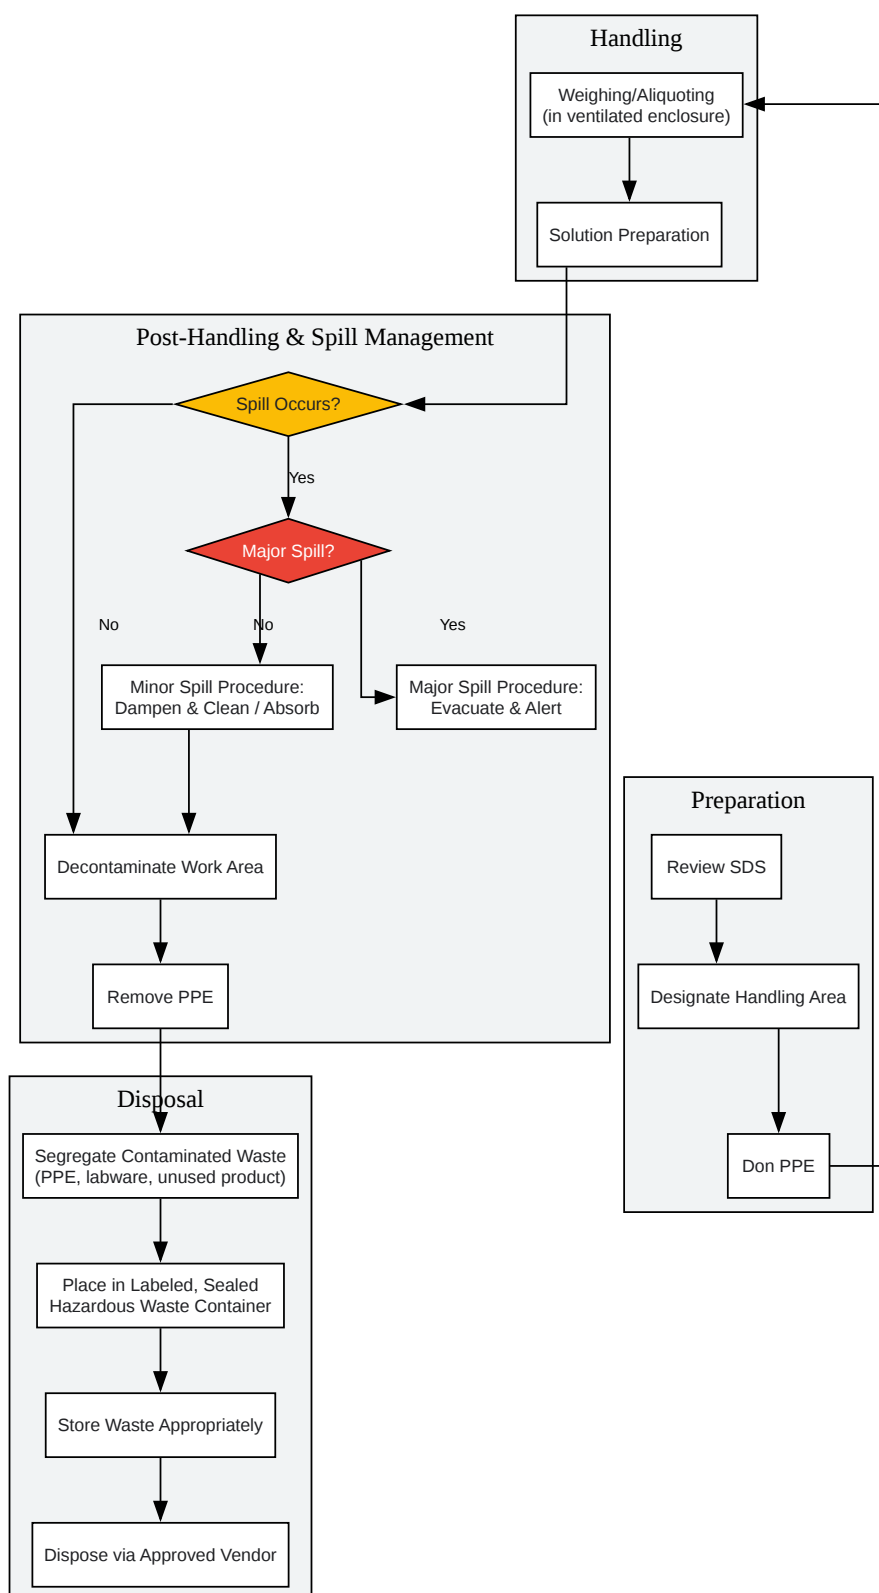 Handling
Weighing/Aliquoting
(in ventilated enclosure)
Solution Preparation
Post-Handling & Spill Management
Spill Occurs?
Yes
Major Spill?
No
No
Yes
Minor Spill Procedure:
Dampen & Clean / Absorb
Major Spill Procedure:
Evacuate & Alert
Decontaminate Work Area
Remove PPE
Preparation
Review SDS
Designate Handling Area
Don PPE
Disposal
Segregate Contaminated Waste
(PPE, labware, unused product)
Place in Labeled, Sealed
Hazardous Waste Container
Store Waste Appropriately
Dispose via Approved Vendor